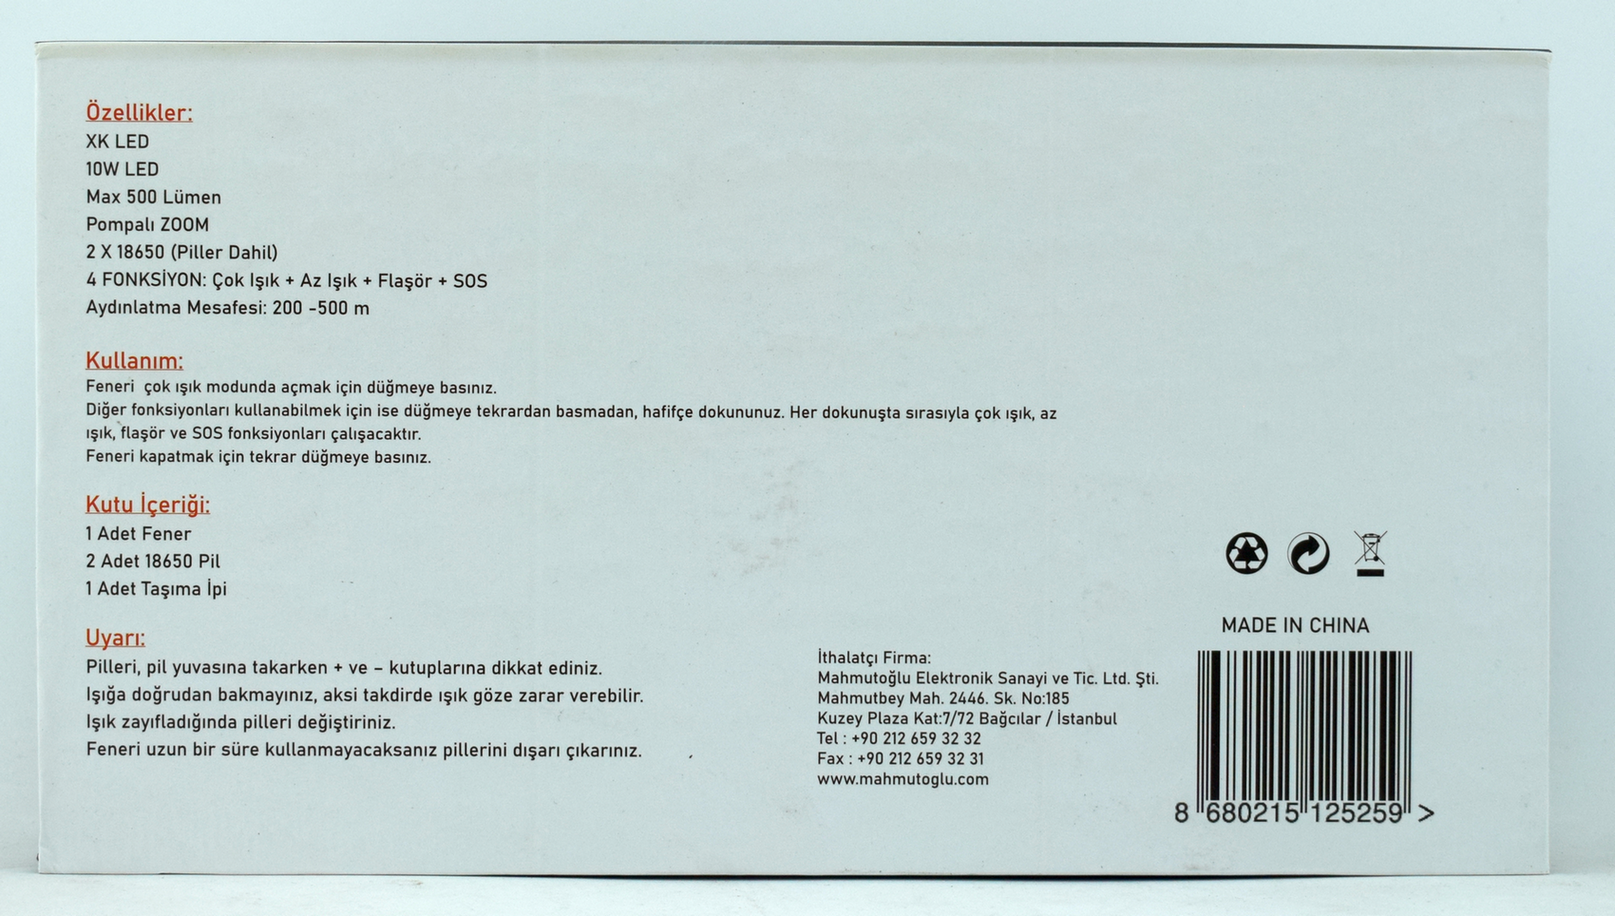 Özellikler:
XK LED
10W LED
Max 500 Lümen
Pompalı ZOOM
2 X 18650 (Piller Dahil)
4 FONKSİYON: Çok Işık + Az Işık + Flaşör + SOS
Aydınlatma Mesafesi: 200 -500 m
Kullanım:
Feneri çok ışık modunda açmak için düğmeye basınız.
Diğer fonksiyonları kullanabilmek için ise düğmeye tekrardan basmadan, hafifçe dokununuz. Her dokunuşta sırasıyla çok ışık, az
ışık, flaşör ve SOS fonksiyonları çalışacaktır.
Feneri kapatmak için tekrar düğmeye basınız.
Kutu İçeriği:
1 Adet Fener
2 Adet 18650 Pil
1 Adet Taşıma İpi
Uyarı:
Pilleri, pil yuvasına takarken + ve – kutuplarına dikkat ediniz.
Işığa doğrudan bakmayınız, aksi takdirde ışık göze zarar verebilir.
Işık zayıfladığında pilleri değiştiriniz.
Feneri uzun bir süre kullanmayacaksanız pillerini dışarı çıkarınız.
İthalatçı Firma:
Mahmutoğlu Elektronik Sanayi ve Tic. Ltd. Şti.
Mahmutbey Mah. 2446. Sk. No:185
Kuzey Plaza Kat:7/72 Bağcılar / İstanbul
Tel : +90 212 659 32 32
Fax : +90 212 659 32 31
www.mahmutoglu.com
MADE IN CHINA
8 680215 125259 >